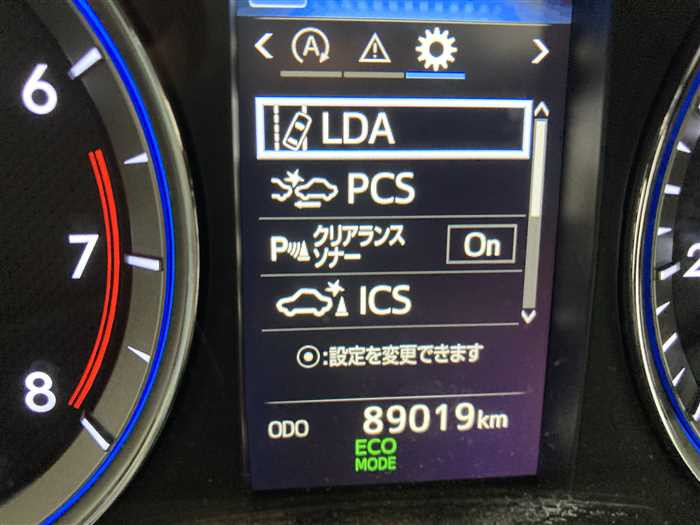 A
LDA
PCS
P クリアランス
ソナー
On
ICS
⦿:設定を変更できます
ODO 89019km
ECO
MODE
6
7
8
2